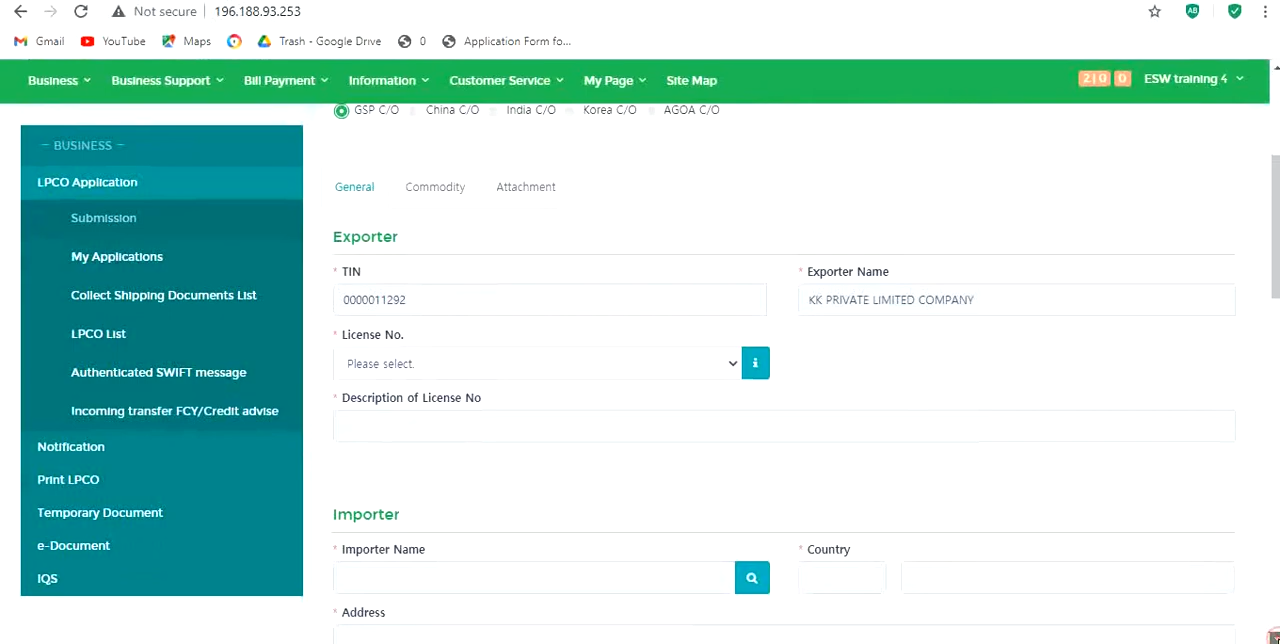 Not secure 196.188.93.253
Gmail YouTube Maps Trash - Google Drive 0 Application Form fo...
Business Business Support Bill Payment Information Customer Service My Page Site Map 2 | 0 0 ESW training 4
GSP C/O China C/O India C/O Korea C/O AGOA C/O
- BUSINESS -
LPCO Application
Submission
My Applications
Collect Shipping Documents List
LPCO List
Authenticated SWIFT message
Incoming transfer FCY/Credit advise
Notification
Print LPCO
Temporary Document
e-Document
IQS
General Commodity Attachment
Exporter
* TIN * Exporter Name
0000011292 KK PRIVATE LIMITED COMPANY
* License No.
Please select.
* Description of License No
Importer
* Importer Name * Country
* Address